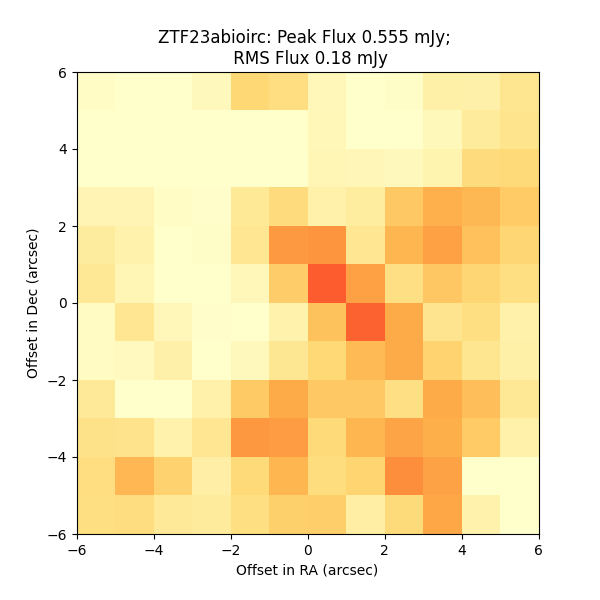 ZTF23abioirc: Peak Flux 0.555 mJy;
RMS Flux 0.18 mJy
6
4
2
0
−2
−4
−6
Offset in Dec (arcsec)
−6 −4 −2 0 2 4 6
Offset in RA (arcsec)